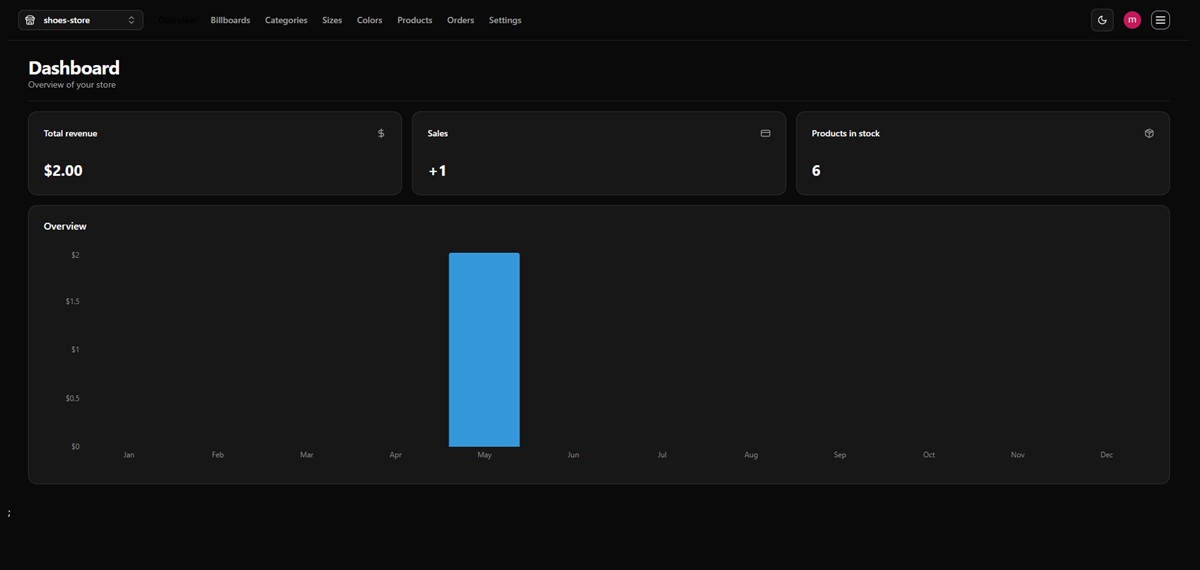 shoes-store Overview Billboards Categories Sizes Colors Products Orders Settings m
Dashboard
Overview of your store
Total revenue $
$2.00
Sales
+1
Products in stock
6
Overview
$2
$1.5
$1
$0.5
$0
Jan Feb Mar Apr May Jun Jul Aug Sep Oct Nov Dec
;